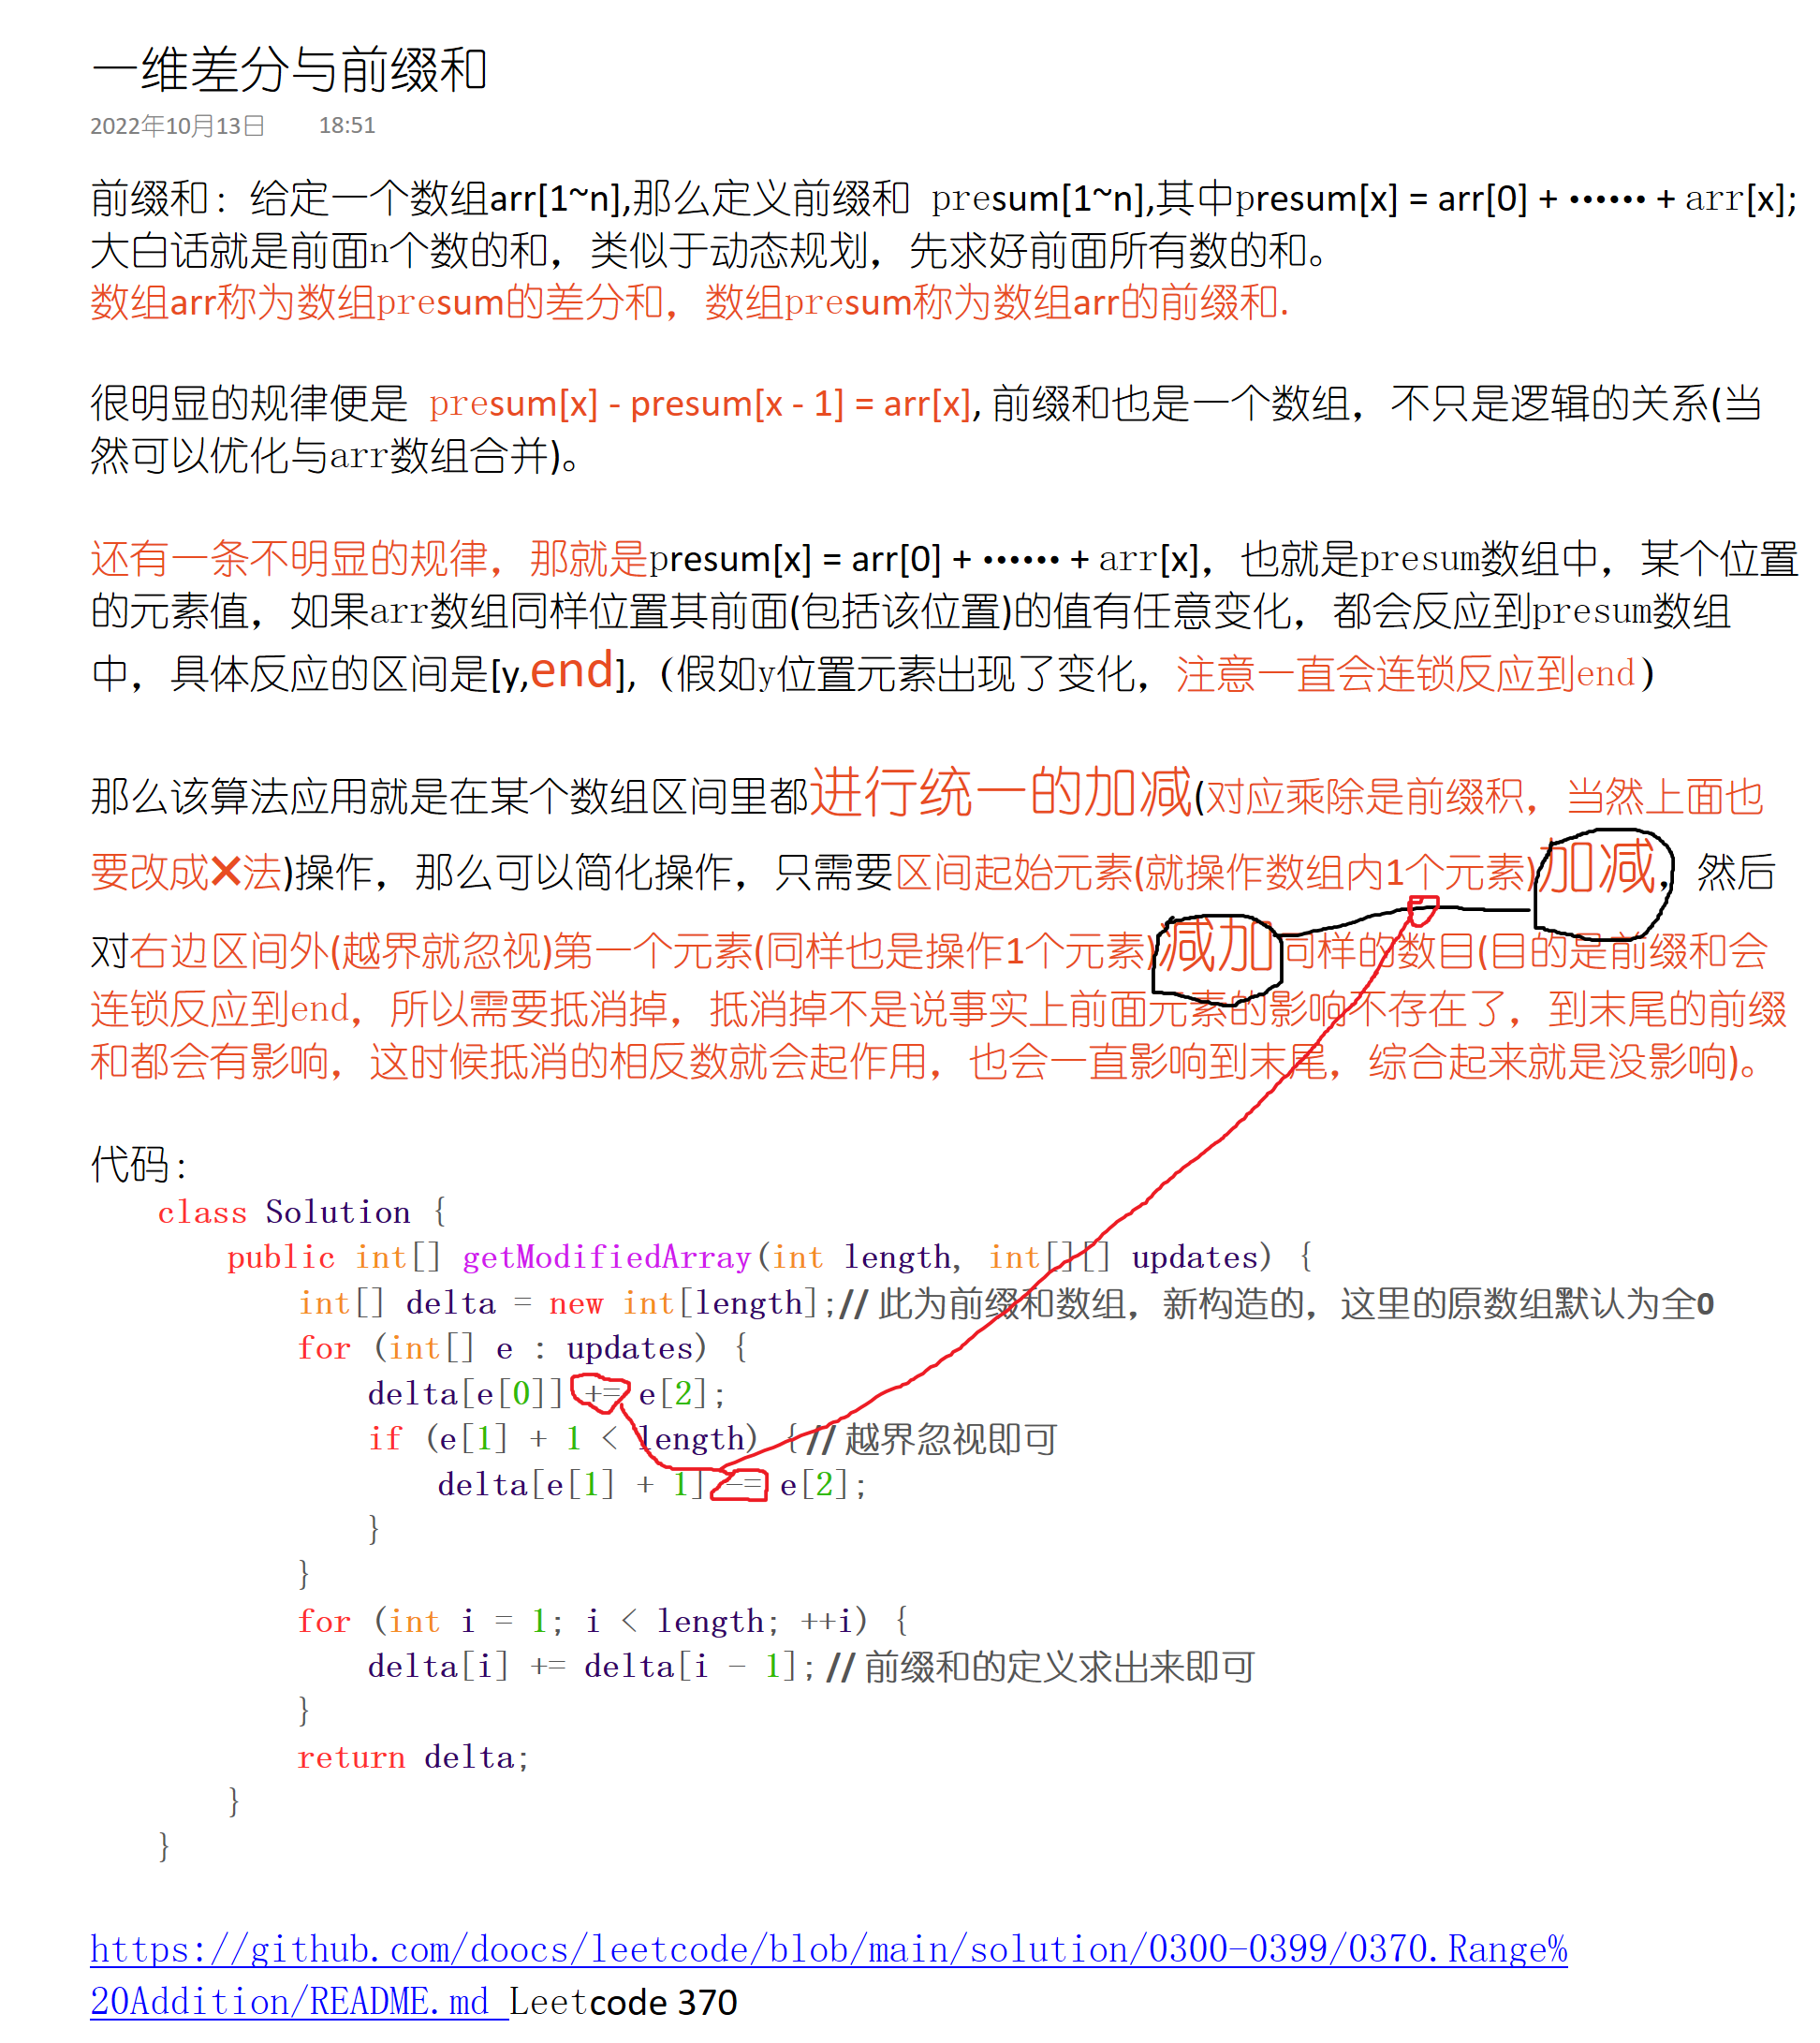 一维差分与前缀和
2022年10月13日 18:51
前缀和：给定一个数组arr[1~n],那么定义前缀和 presum[1~n],其中presum[x] = arr[0] + •••••• + arr[x];
大白话就是前面n个数的和，类似于动态规划，先求好前面所有数的和。
数组arr称为数组presum的差分和，数组presum称为数组arr的前缀和.
很明显的规律便是 presum[x] - presum[x - 1] = arr[x], 前缀和也是一个数组，不只是逻辑的关系(当
然可以优化与arr数组合并)。
还有一条不明显的规律，那就是presum[x] = arr[0] + •••••• + arr[x]，也就是presum数组中，某个位置
的元素值，如果arr数组同样位置其前面(包括该位置)的值有任意变化，都会反应到presum数组
中，具体反应的区间是[y,end],（假如y位置元素出现了变化，注意一直会连锁反应到end）
那么该算法应用就是在某个数组区间里都进行统一的加减(对应乘除是前缀积，当然上面也
要改成×法)操作，那么可以简化操作，只需要区间起始元素(就操作数组内1个元素)加减，然后
对右边区间外(越界就忽视)第一个元素(同样也是操作1个元素)减加同样的数目(目的是前缀和会
连锁反应到end，所以需要抵消掉，抵消掉不是说事实上前面元素的影响不存在了，到末尾的前缀
和都会有影响，这时候抵消的相反数就会起作用，也会一直影响到末尾，综合起来就是没影响)。
代码：
class Solution {
public int[] getModifiedArray(int length, int[][] updates) {
int[] delta = new int[length];// 此为前缀和数组，新构造的，这里的原数组默认为全0
for (int[] e : updates) {
delta[e[0]] += e[2];
if (e[1] + 1 < length) {// 越界忽视即可
delta[e[1] + 1] -= e[2];
}
}
for (int i = 1; i < length; ++i) {
delta[i] += delta[i - 1];// 前缀和的定义求出来即可
}
return delta;
}
}
https://github.com/doocs/leetcode/blob/main/solution/0300-0399/0370.Range%
20Addition/README.md Leetcode 370